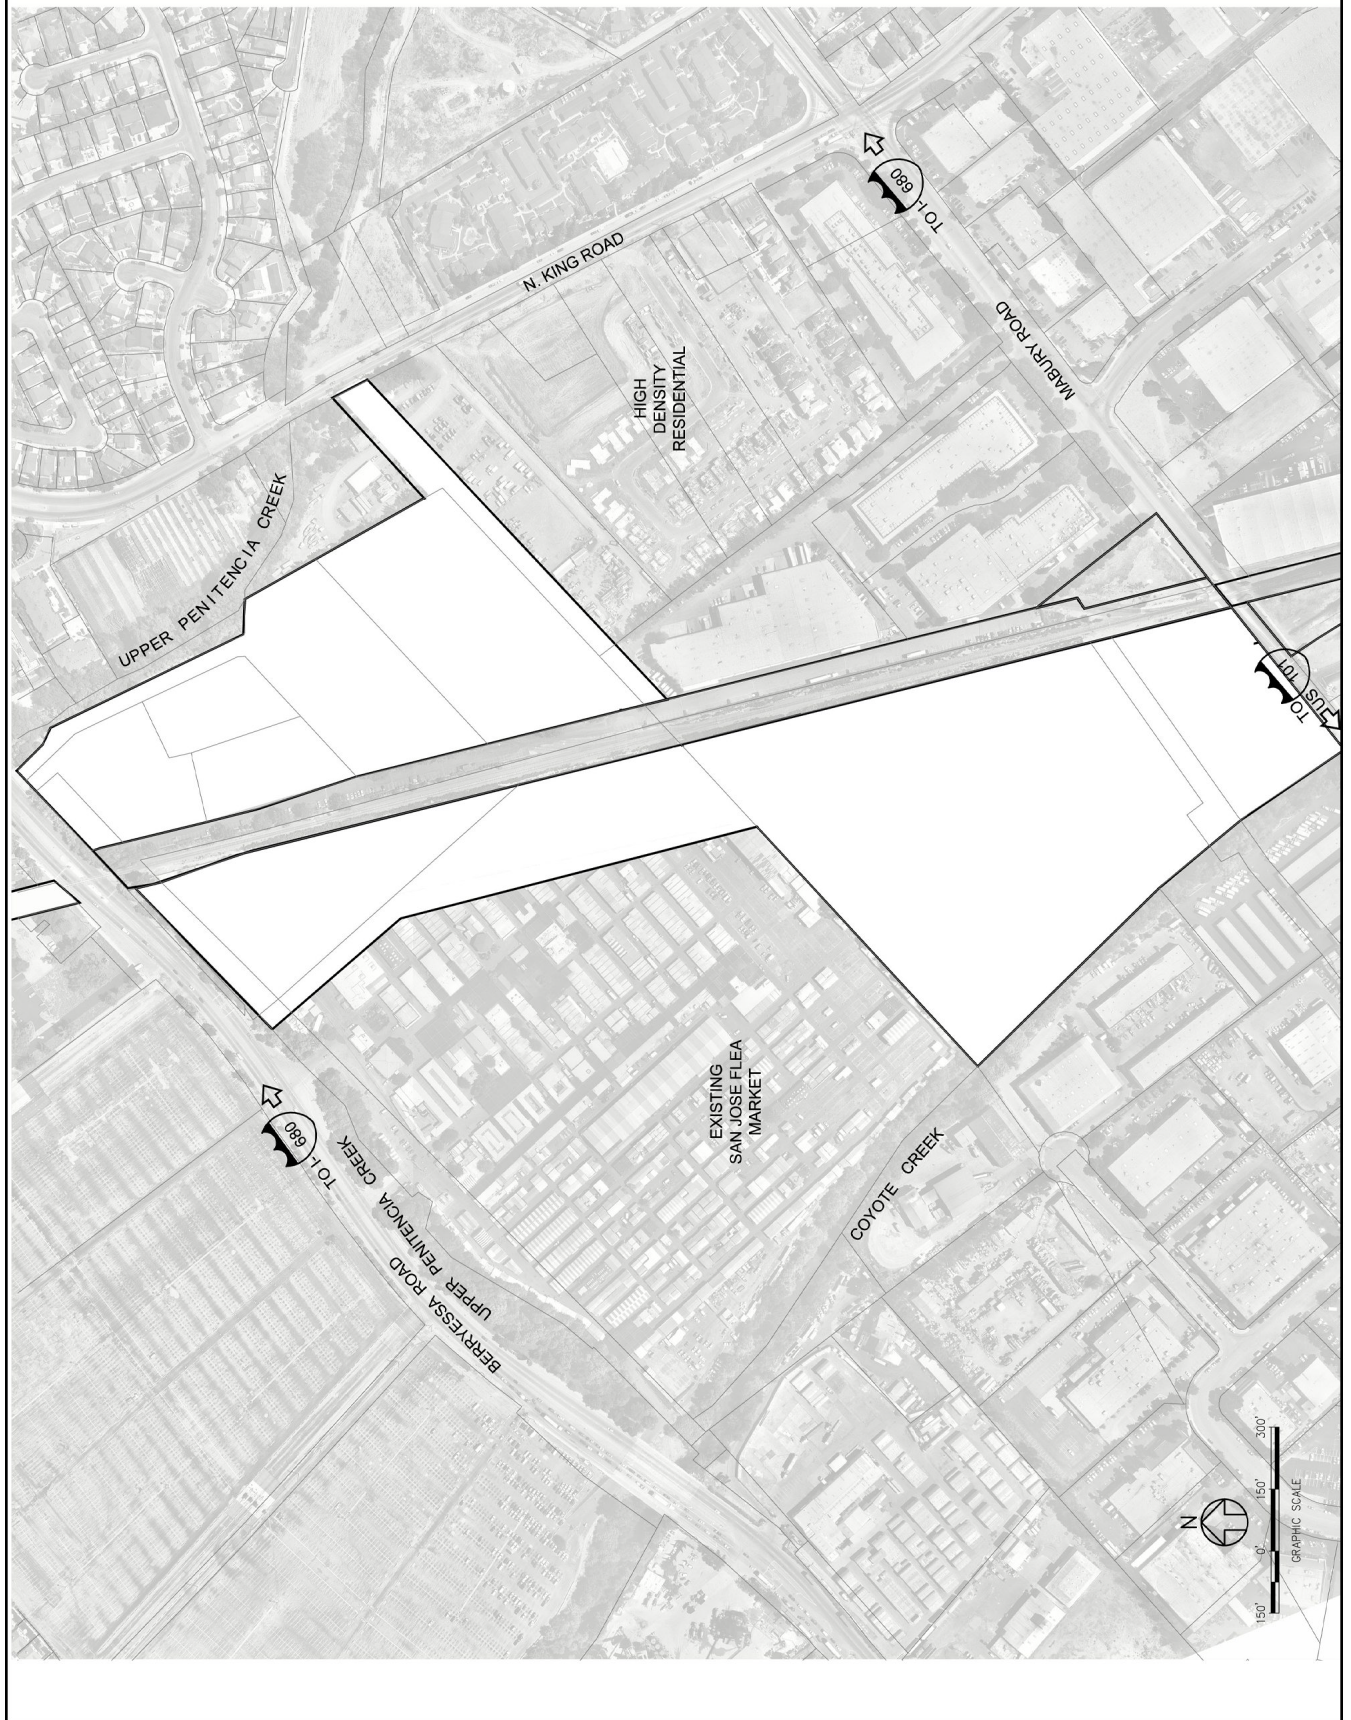 N. KING ROAD
TO I-
680
MABURY ROAD
HIGH
DENSITY
RESIDENTIAL
UPPER PENITENCIA CREEK
TO
US
101
EXISTING
SAN JOSE FLEA
MARKET
TO I-
680
UPPER PENITENCIA CREEK
BERRYESSA ROAD
COYOTE CREEK
N
150'
0'
150'
300'
GRAPHIC SCALE